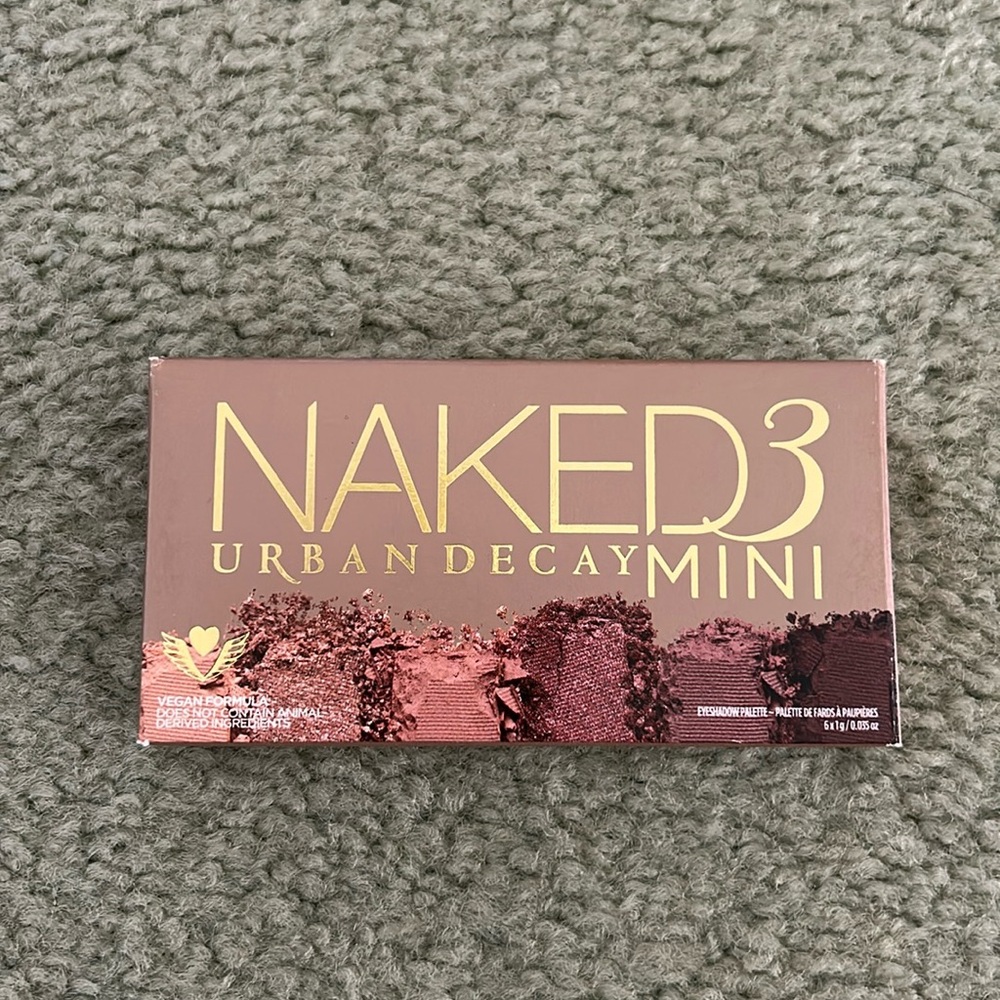 NAKED3
URBAN DECAY MINI
VEGAN FORMULA:
DOES NOT CONTAIN ANIMAL-
DERIVED INGREDIENTS
EYESHADOW PALETTE – PALETTE DE FARDS À PAUPIÈRES
6 x 1 g / 0.035 oz